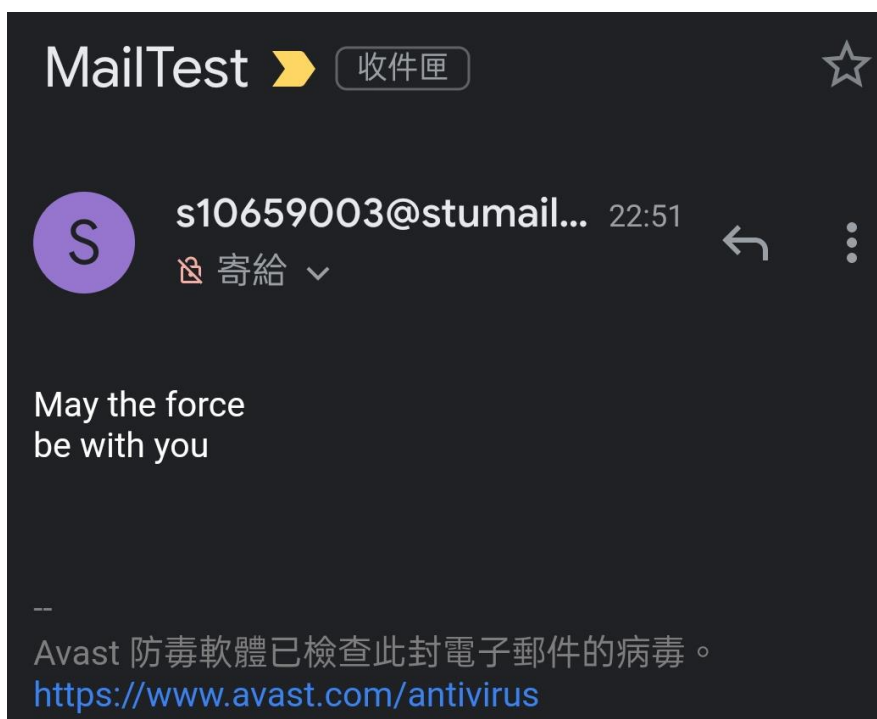 MailTest 收件匣
S
s10659003@stumail... 22:51
寄給
May the force
be with you
--
Avast 防毒軟體已檢查此封電子郵件的病毒。
https://www.avast.com/antivirus